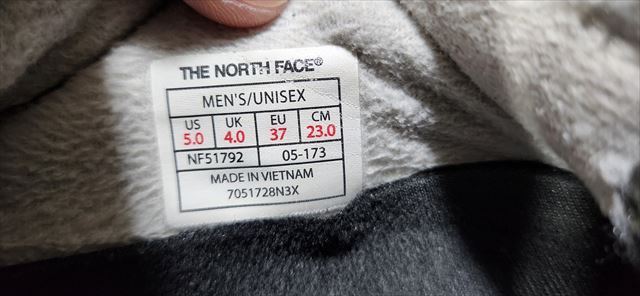 THE NORTH FACE®
MEN'S/UNISEX
US UK EU CM
5.0 4.0 37 23.0
NF51792 05-173
MADE IN VIETNAM
7051728N3X